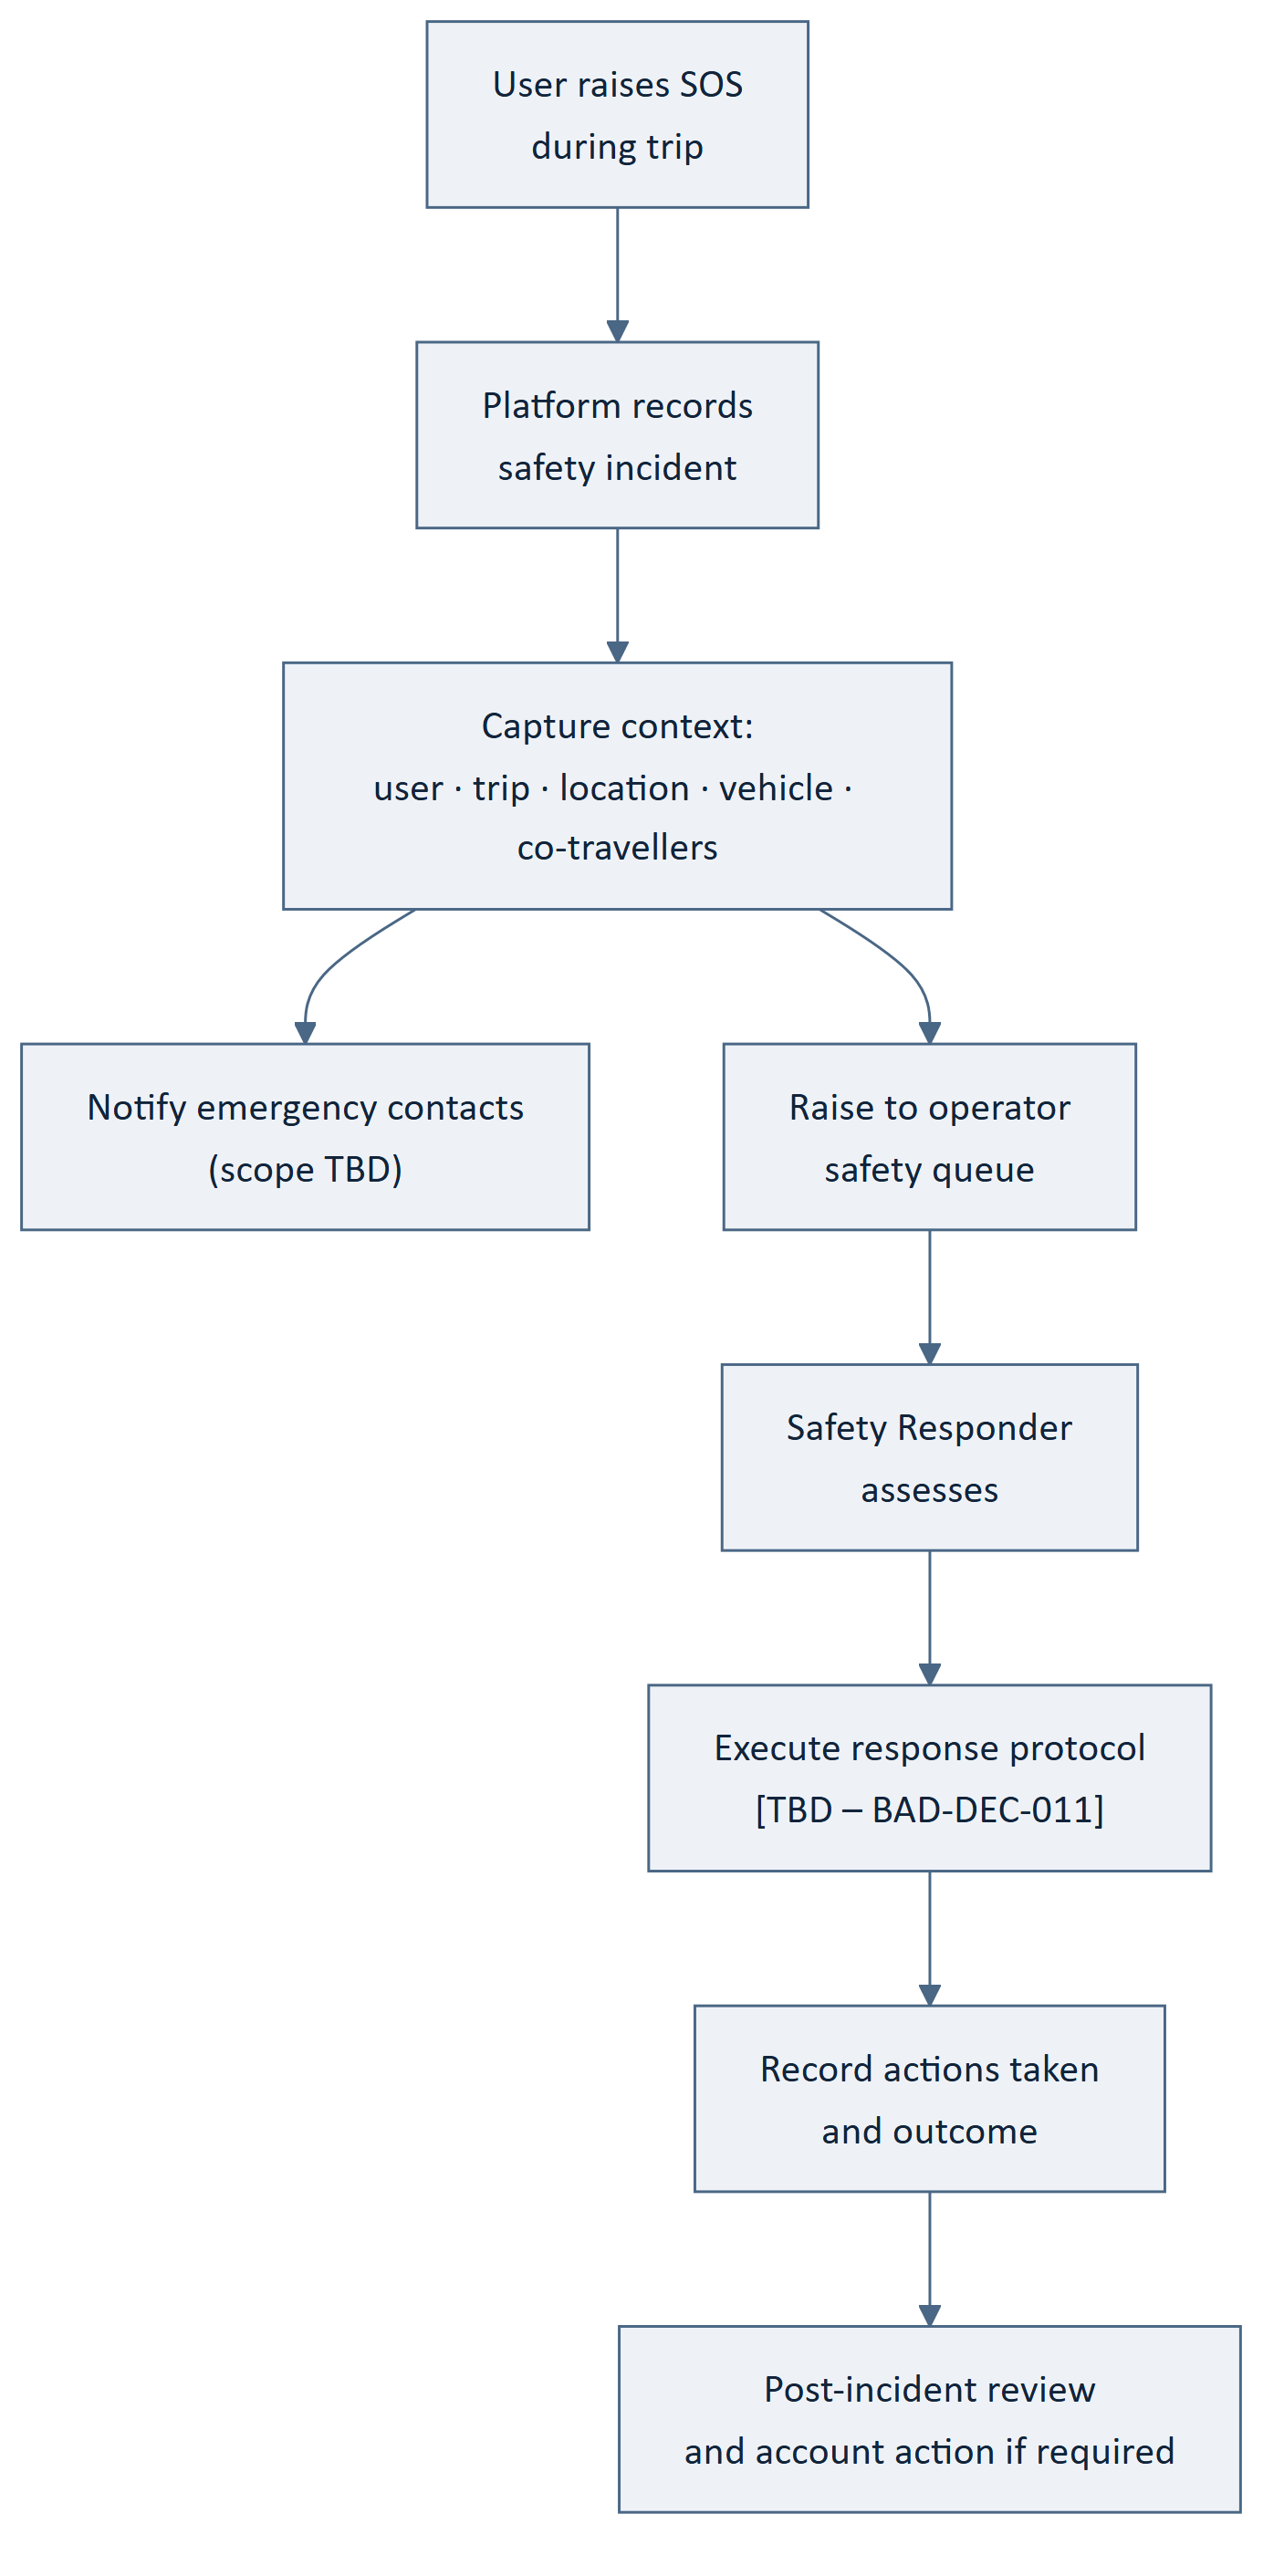 User raises SOS
during trip
Platform records
safety incident
Capture context:
user · trip · location · vehicle ·
co-travellers
Notify emergency contacts
(scope TBD)
Raise to operator
safety queue
Safety Responder
assesses
Execute response protocol
[TBD – BAD-DEC-011]
Record actions taken
and outcome
Post-incident review
and account action if required